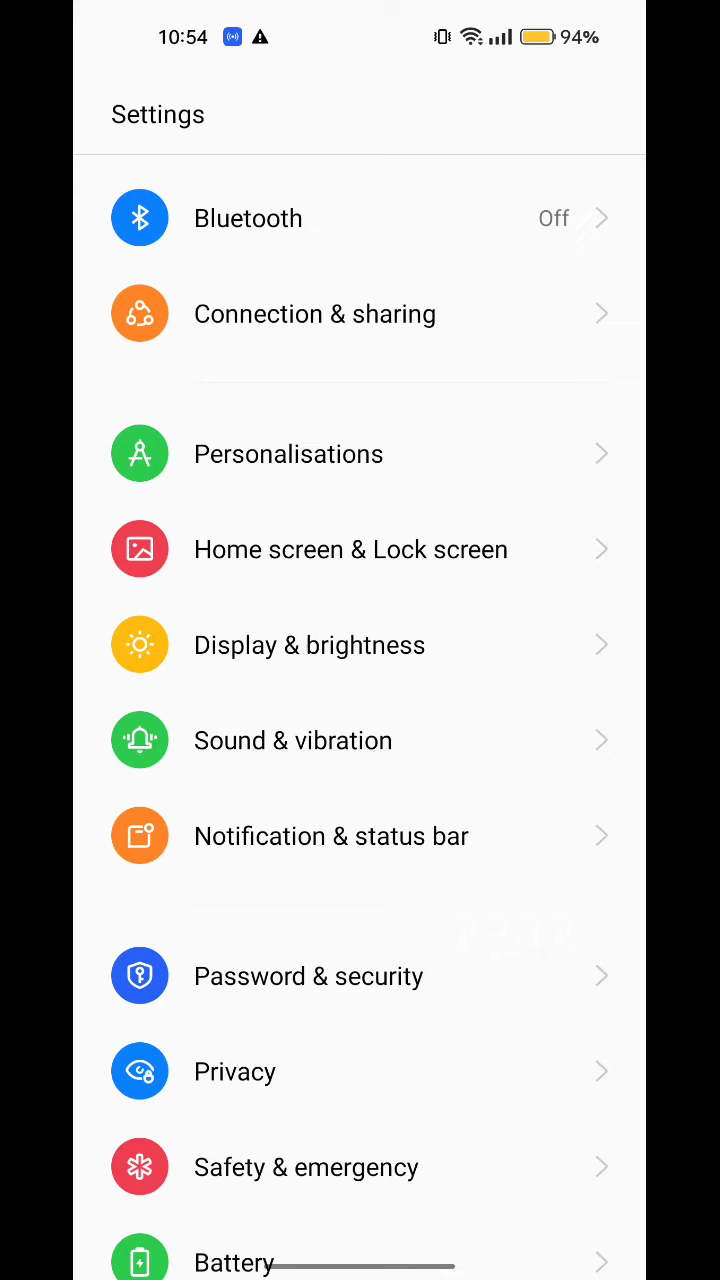 10:54 94%
Settings
Bluetooth Off
Connection & sharing
Personalisations
Home screen & Lock screen
Display & brightness
Sound & vibration
Notification & status bar
Password & security
Privacy
Safety & emergency
Battery